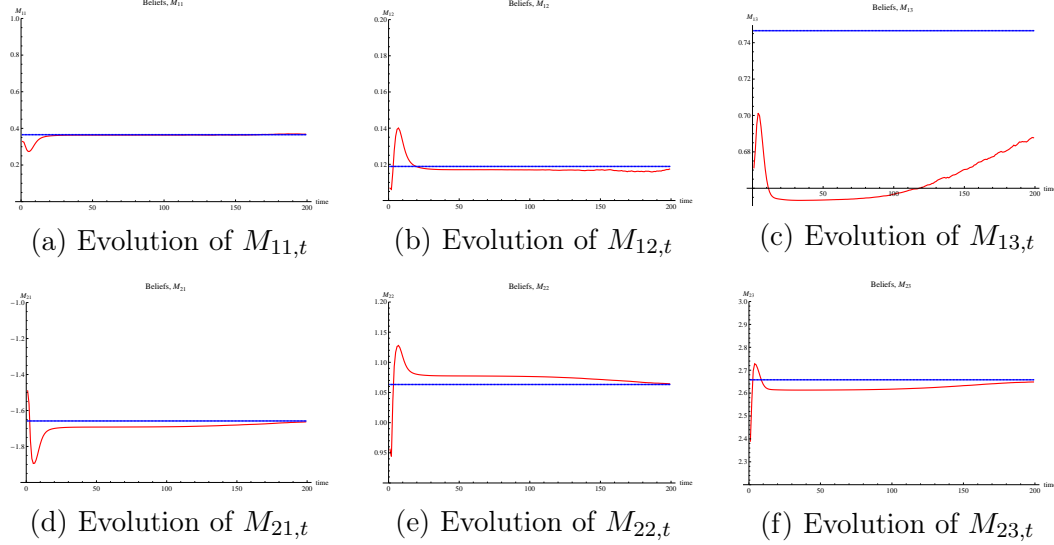 Beliefs, M11
M11
1.0
0.8
0.6
0.4
0.2
0
50
100
150
200
time
(a) Evolution of M11,t
Beliefs, M12
M12
0.20
0.18
0.16
0.14
0.12
0
50
100
150
200
time
(b) Evolution of M12,t
Beliefs, M13
M13
0.74
0.72
0.70
0.68
0
50
100
150
200
time
(c) Evolution of M13,t
Beliefs, M21
M21
−1.0
−1.2
−1.4
−1.6
−1.8
0
50
100
150
200
time
(d) Evolution of M21,t
Beliefs, M22
M22
1.20
1.15
1.10
1.05
1.00
0.95
0
50
100
150
200
time
(e) Evolution of M22,t
Beliefs, M23
M23
3.0
2.9
2.8
2.7
2.6
2.5
2.4
2.3
0
50
100
150
200
time
(f) Evolution of M23,t